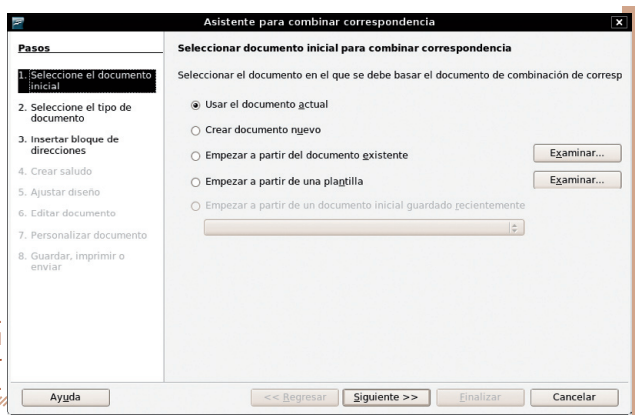 Asistente para combinar correspondencia
Pasos
1. Seleccione el documento
inicial
2. Seleccione el tipo de
documento
3. Insertar bloque de
direcciones
4. Crear saludo
5. Ajustar diseño
6. Editar documento
7. Personalizar documento
8. Guardar, imprimir o
enviar
Seleccionar documento inicial para combinar correspondencia
Seleccionar el documento en el que se debe basar el documento de combinación de corresp
Usar el documento actual
Crear documento nuevo
Empezar a partir del documento existente
Examinar...
Empezar a partir de una plantilla
Examinar...
Empezar a partir de un documento inicial guardado recientemente
Ayuda
<< Regresar
Siguiente >>
Finalizar
Cancelar